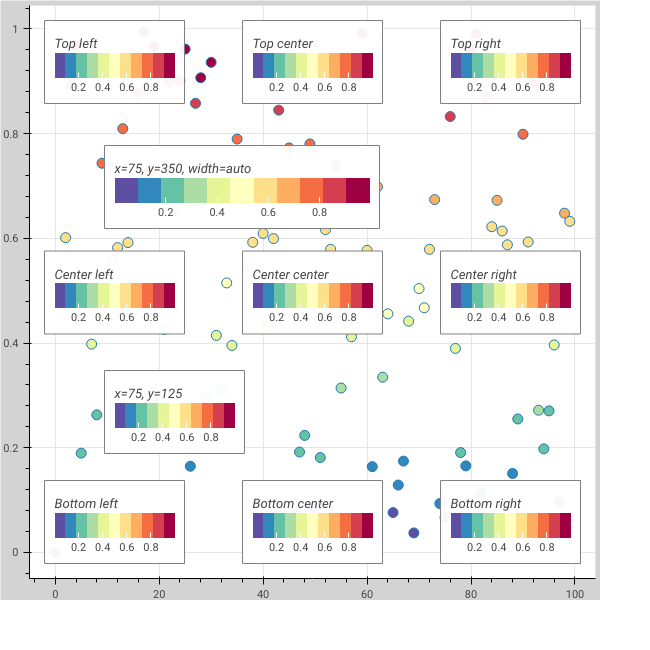 1
Top left
0.2 0.4 0.6 0.8
Top center
0.2 0.4 0.6 0.8
Top right
0.2 0.4 0.6 0.8
0.8
x=75, y=350, width=auto
0.2 0.4 0.6 0.8
0.6
Center left
0.2 0.4 0.6 0.8
Center center
0.2 0.4 0.6 0.8
Center right
0.2 0.4 0.6 0.8
0.4
x=75, y=125
0.2 0.4 0.6 0.8
0.2
Bottom left
0.2 0.4 0.6 0.8
Bottom center
0.2 0.4 0.6 0.8
Bottom right
0.2 0.4 0.6 0.8
0
0 20 40 60 80 100